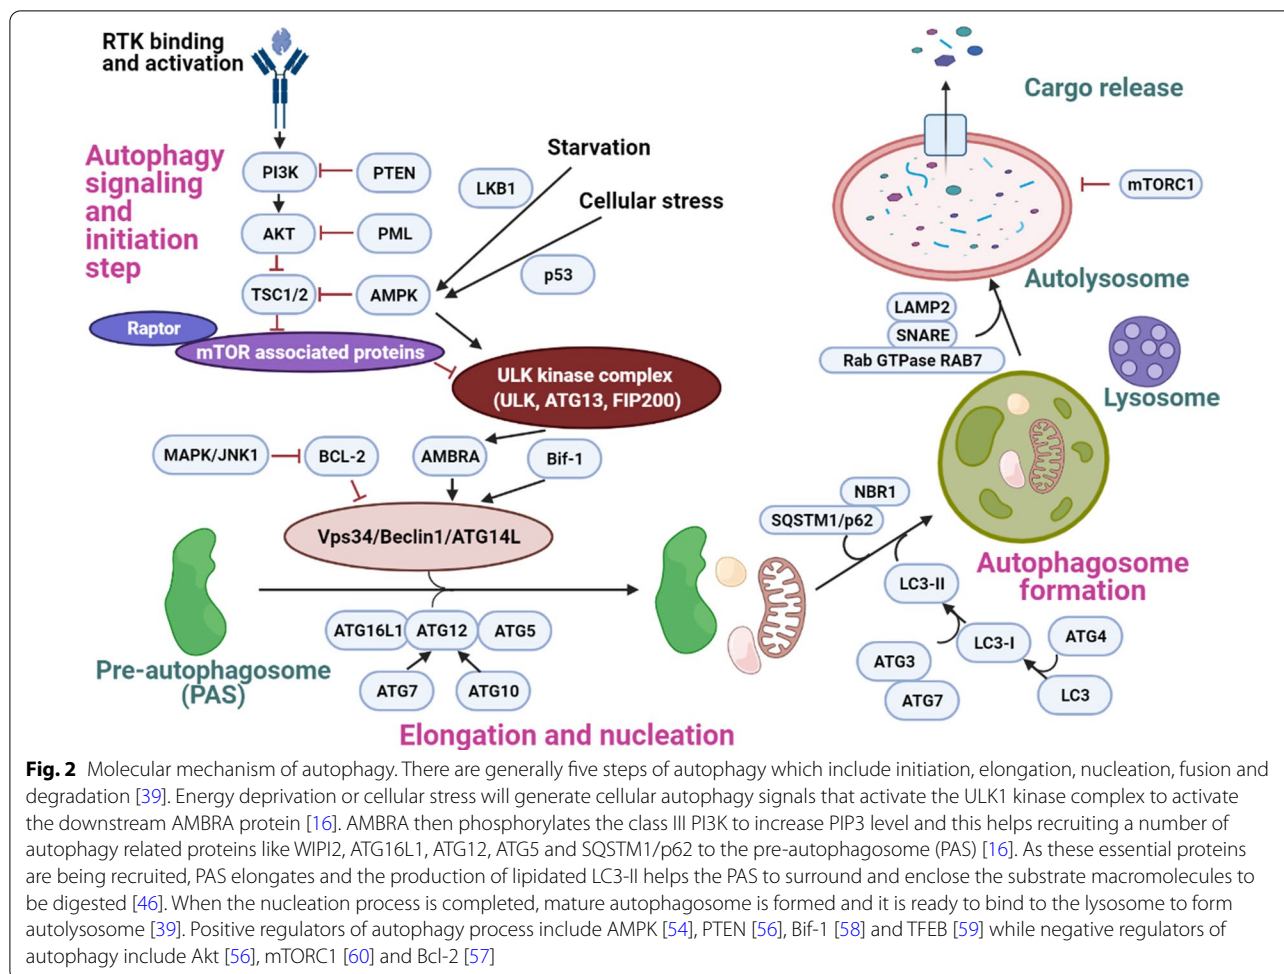 RTK binding
and activation
Autophagy
signaling
and
initiation
step
PI3K
PTEN
AKT
PML
TSC1/2
AMPK
LKB1
Starvation
Cellular stress
p53
Raptor
mTOR associated proteins
ULK kinase complex
(ULK, ATG13, FIP200)
MAPK/JNK1
BCL-2
AMBRA
Bif-1
Vps34/Beclin1/ATG14L
Pre-autophagosome
(PAS)
ATG16L1
ATG12
ATG5
ATG7
ATG10
Elongation and nucleation
Cargo release
mTORC1
Autolysosome
LAMP2
SNARE
Rab GTPase RAB7
Lysosome
NBR1
SQSTM1/p62
Autophagosome
formation
LC3-II
LC3-I
ATG4
ATG3
ATG7
LC3
Fig. 2 Molecular mechanism of autophagy. There are generally five steps of autophagy which include initiation, elongation, nucleation, fusion and
degradation [39]. Energy deprivation or cellular stress will generate cellular autophagy signals that activate the ULK1 kinase complex to activate
the downstream AMBRA protein [16]. AMBRA then phosphorylates the class III PI3K to increase PIP3 level and this helps recruiting a number of
autophagy related proteins like WIPI2, ATG16L1, ATG12, ATG5 and SQSTM1/p62 to the pre-autophagosome (PAS) [16]. As these essential proteins
are being recruited, PAS elongates and the production of lipidated LC3-II helps the PAS to surround and enclose the substrate macromolecules to
be digested [46]. When the nucleation process is completed, mature autophagosome is formed and it is ready to bind to the lysosome to form
autolysosome [39]. Positive regulators of autophagy process include AMPK [54], PTEN [56], Bif-1 [58] and TFEB [59] while negative regulators of
autophagy include Akt [56], mTORC1 [60] and Bcl-2 [57]